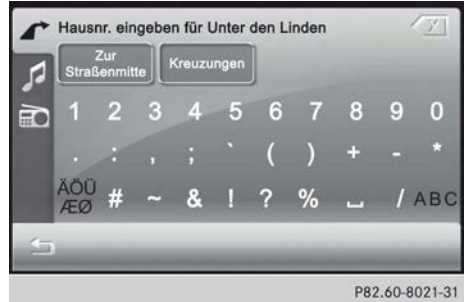 Hausnr. eingeben für Unter den Linden
Zur
Straßenmitte
Kreuzungen
1 2 3 4 5 6 7 8 9 0
. : , ; ` ( ) + - *
ÄÖÜ
ÆØ # ~ & ! ? % ⎵ / ABC
P82.60-8021-31